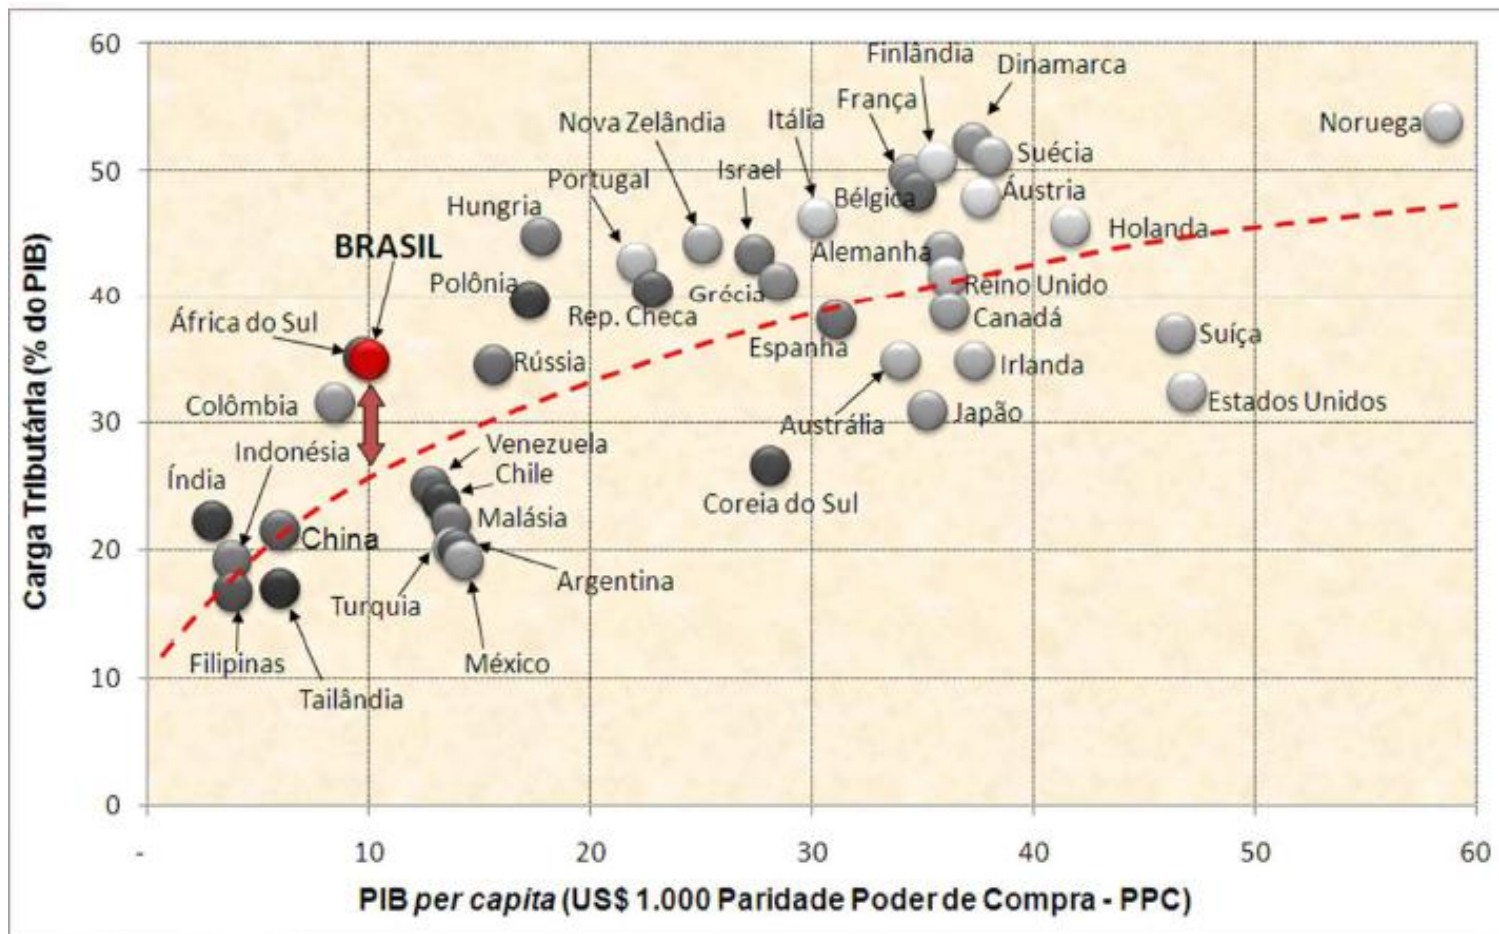 Carga Tributária (% do PIB)
60
50
40
30
20
10
0
Finlândia
Dinamarca
França
Itália
Nova Zelândia
Noruega
Suécia
Israel
Portugal
Bélgica
Áustria
Hungria
Holanda
BRASIL
Alemanha
Polônia
Grécia
Reino Unido
Rep. Checa
África do Sul
Canadá
Suíça
Espanha
Rússia
Irlanda
Colômbia
Estados Unidos
Austrália
Japão
Indonésia
Venezuela
Chile
Índia
Coreia do Sul
Malásia
China
Argentina
Turquia
Filipinas
México
Tailândia
- 10 20 30 40 50 60
PIB per capita (US$ 1.000 Paridade Poder de Compra - PPC)